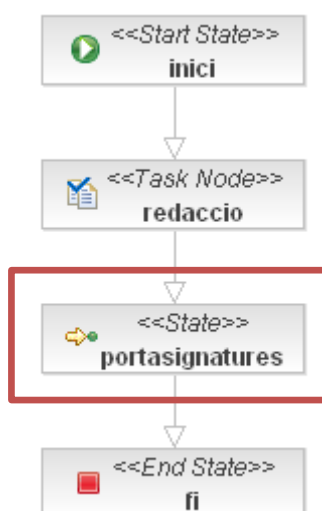 <<Start State>>
inici
<<Task Node>>
redaccio
<<State>>
portasignatures
<<End State>>
fi